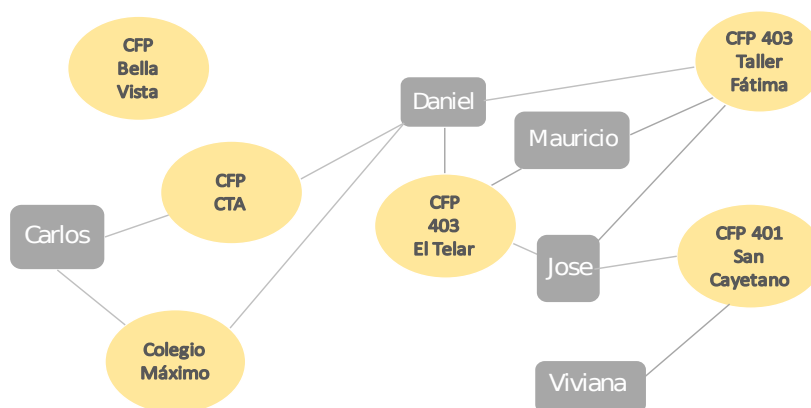 CFP
Bella
Vista
CFP 403
Taller
Fátima
Daniel
Mauricio
CFP
CTA
CFP
403
El Telar
Carlos
Jose
CFP 401
San
Cayetano
Colegio
Máximo
Viviana